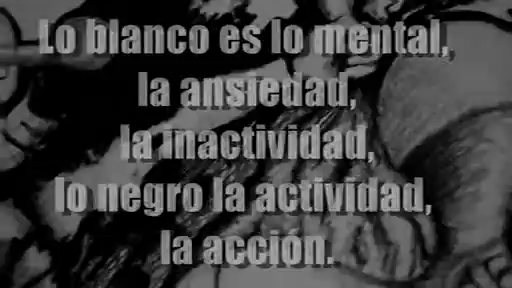 Lo blanco es lo mental,
la ansiedad,
la inactividad,
lo negro la actividad,
la acción.